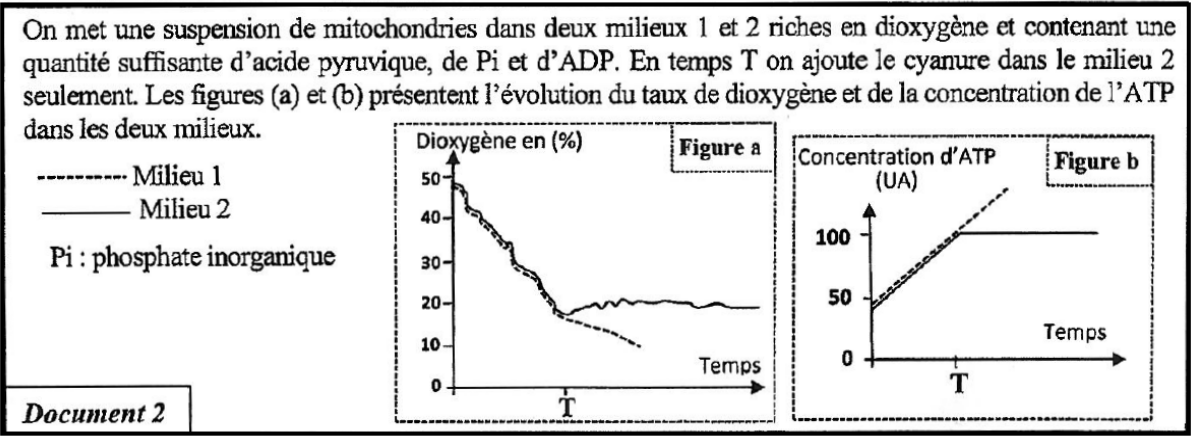 On met une suspension de mitochondries dans deux milieux 1 et 2 riches en dioxygène et contenant une
quantité suffisante d'acide pyruvique, de Pi et d'ADP. En temps T on ajoute le cyanure dans le milieu 2
seulement. Les figures (a) et (b) présentent l'évolution du taux de dioxygène et de la concentration de l'ATP
dans les deux milieux.
Milieu 1
Milieu 2
Pi : phosphate inorganique
Dioxygène en (%)
Figure a
50
40
30
20
10
0
Temps
T
Concentration d'ATP
(UA)
Figure b
100
50
0
Temps
T
Document 2